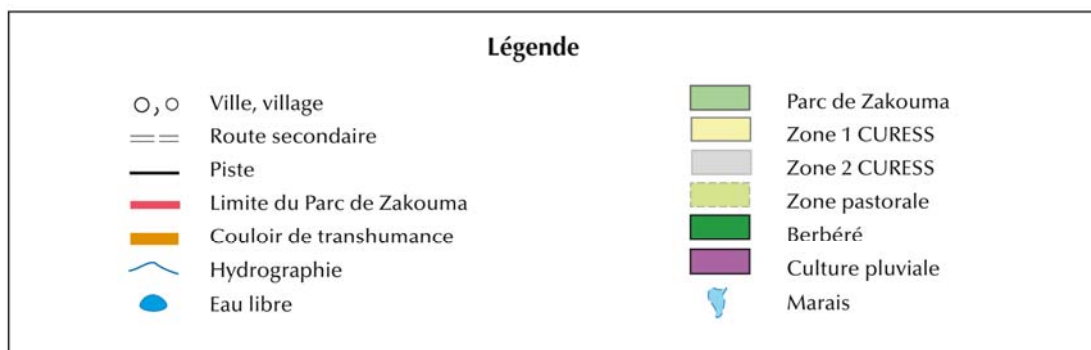 Légende
Ville, village
Route secondaire
Piste
Limite du Parc de Zakouma
Couloir de transhumance
Hydrographie
Eau libre
Parc de Zakouma
Zone 1 CURESS
Zone 2 CURESS
Zone pastorale
Berbéré
Culture pluviale
Marais